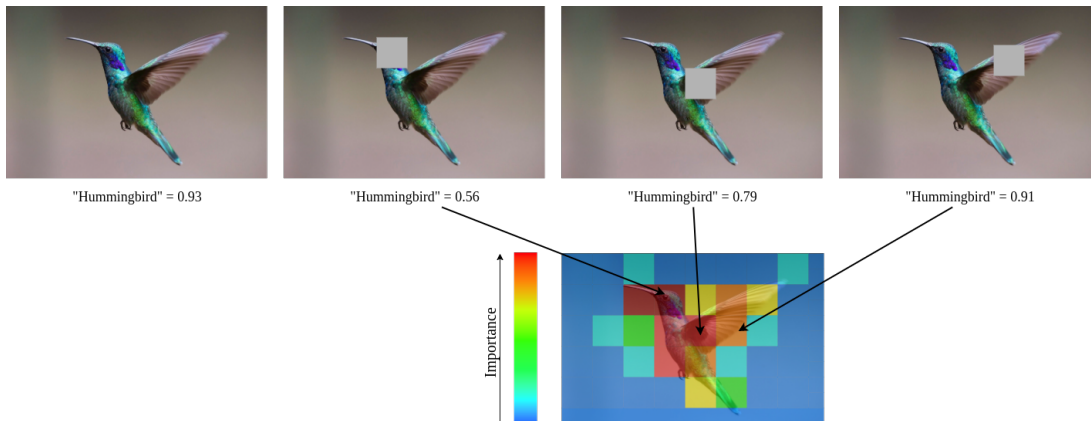 "Hummingbird" = 0.93
"Hummingbird" = 0.56
"Hummingbird" = 0.79
"Hummingbird" = 0.91
Importance